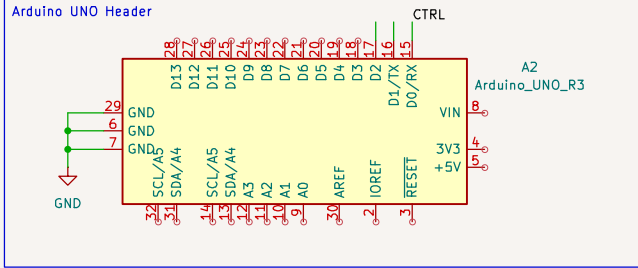 Arduino UNO Header
CTRL
28 27 26 25 24 23 22 21 20 19 18 17 16 15
D13 D12 D11 D10 D9 D8 D7 D6 D5 D4 D3 D2 D1/TX D0/RX
A2
Arduino_UNO_R3
29 GND
6 GND
7 GND
VIN 8
3V3 4
+5V 5
SCL/A5 SDA/A4 SCL/A5 SDA/A4 A3 A2 A1 A0 AREF IOREF RESET
32 31 14 13 12 11 10 9 30 2 3
GND